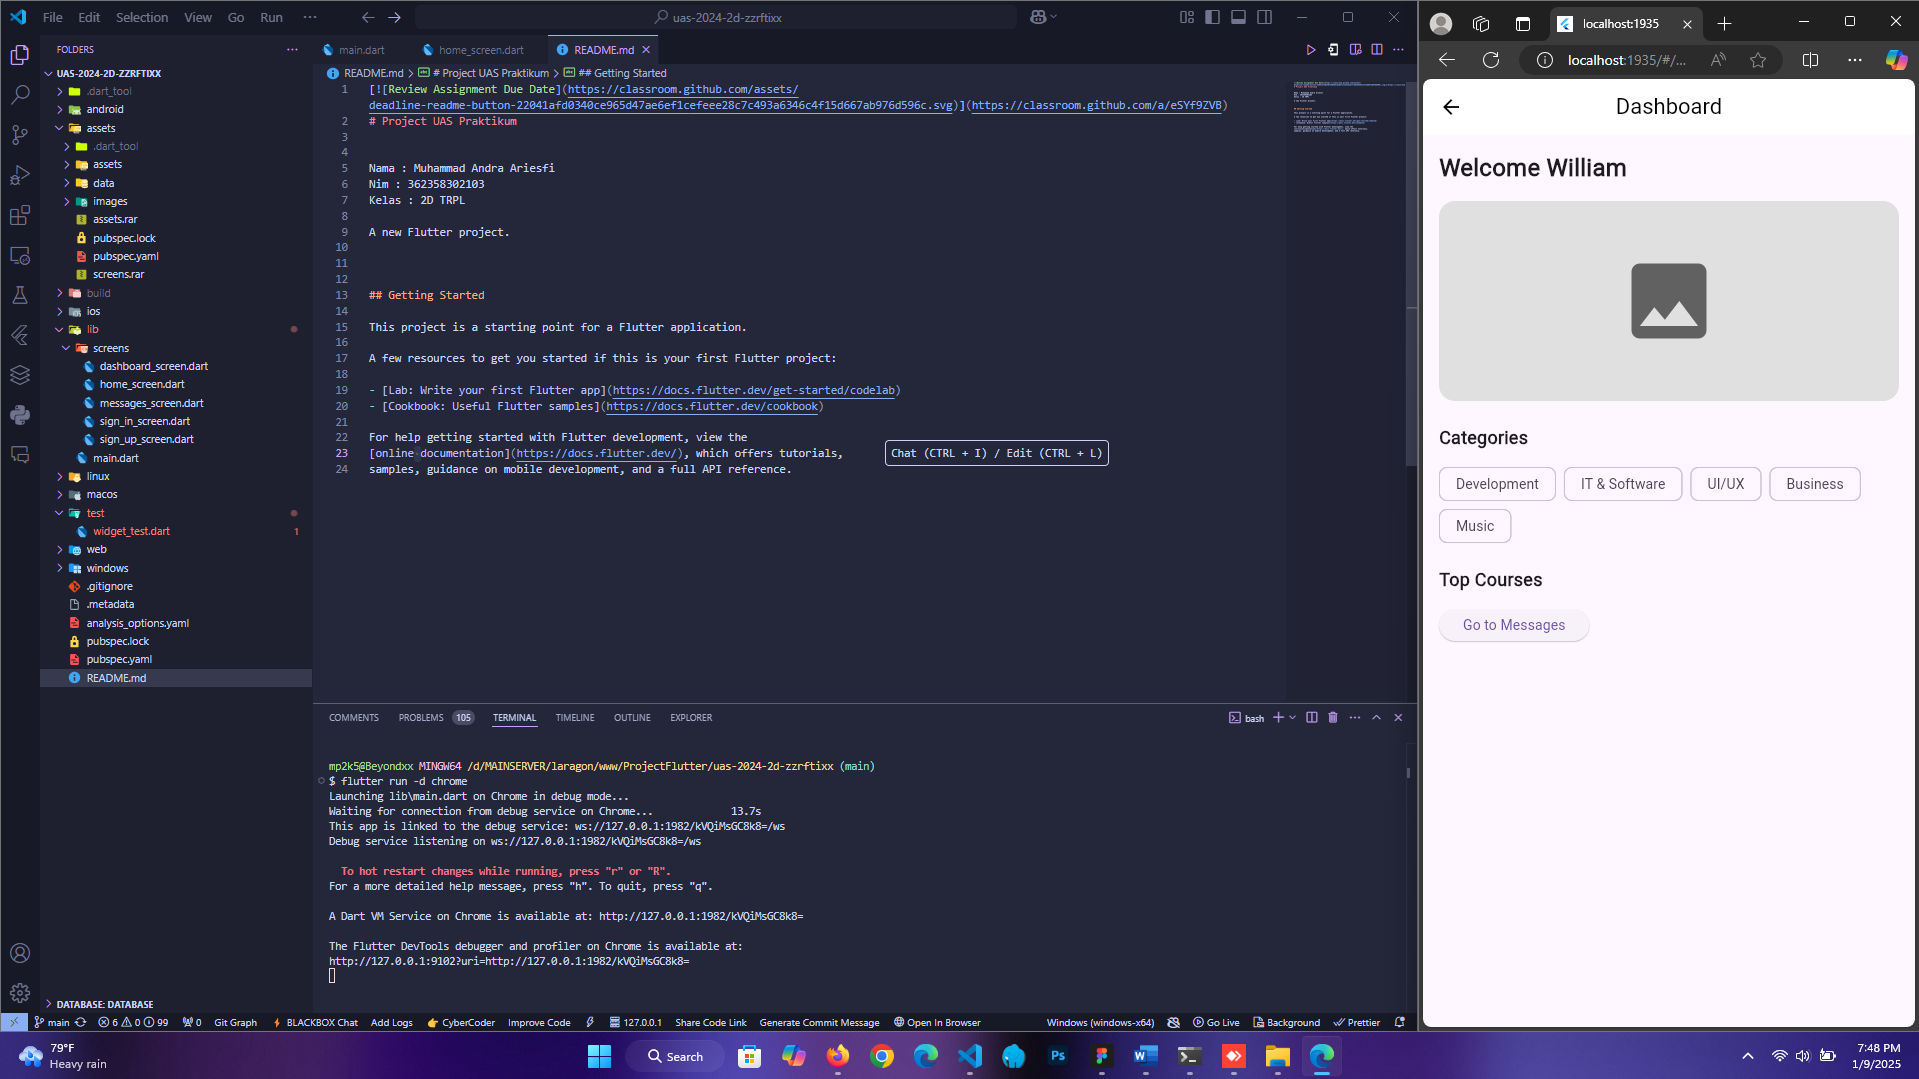 File Edit Selection View Go Run ···
uas-2024-2d-zzrftixx
FOLDERS
UAS-2024-2D-ZZRFTIXX
.dart_tool
android
assets
.dart_tool
assets
data
images
assets.rar
pubspec.lock
pubspec.yaml
screens.rar
build
ios
lib
screens
dashboard_screen.dart
home_screen.dart
messages_screen.dart
sign_in_screen.dart
sign_up_screen.dart
main.dart
linux
macos
test
widget_test.dart 1
web
windows
.gitignore
.metadata
analysis_options.yaml
pubspec.lock
pubspec.yaml
README.md
DATABASE: DATABASE
main.dart home_screen.dart README.md
README.md > # Project UAS Praktikum > ## Getting Started
1 [![Review Assignment Due Date](https://classroom.github.com/assets/
deadline-readme-button-22041afd0340ce965d47ae6ef1cefeee28c7c493a6346c4f15d667ab976d596c.svg)](https://classroom.github.com/a/eSYf9ZVB)
2 # Project UAS Praktikum
3
4
5 Nama : Muhammad Andra Ariesfi
6 Nim : 362358302103
7 Kelas : 2D TRPL
8
9 A new Flutter project.
10
11
12
13 ## Getting Started
14
15 This project is a starting point for a Flutter application.
16
17 A few resources to get you started if this is your first Flutter project:
18
19 - [Lab: Write your first Flutter app](https://docs.flutter.dev/get-started/codelab)
20 - [Cookbook: Useful Flutter samples](https://docs.flutter.dev/cookbook)
21
22 For help getting started with Flutter development, view the
23 [online documentation](https://docs.flutter.dev/), which offers tutorials,
Chat (CTRL + I) / Edit (CTRL + L)
24 samples, guidance on mobile development, and a full API reference.
COMMENTS PROBLEMS 105 TERMINAL TIMELINE OUTLINE EXPLORER
bash
mp2k5@Beyondxx MINGW64 /d/MAINSERVER/laragon/www/ProjectFlutter/uas-2024-2d-zzrftixx (main)
$ flutter run -d chrome
Launching lib\main.dart on Chrome in debug mode...
Waiting for connection from debug service on Chrome... 13.7s
This app is linked to the debug service: ws://127.0.0.1:1982/kVQiMsGC8k8=/ws
Debug service listening on ws://127.0.0.1:1982/kVQiMsGC8k8=/ws
To hot restart changes while running, press "r" or "R".
For a more detailed help message, press "h". To quit, press "q".
A Dart VM Service on Chrome is available at: http://127.0.0.1:1982/kVQiMsGC8k8=
The Flutter DevTools debugger and profiler on Chrome is available at:
http://127.0.0.1:9102?uri=http://127.0.0.1:1982/kVQiMsGC8k8=
main 6 0 99 0 Git Graph BLACKBOX Chat Add Logs CyberCoder Improve Code 127.0.0.1 Share Code Link Generate Commit Message Open In Browser Windows (windows-x64) Go Live Background Prettier
localhost:1935
localhost:1935/#/...
Dashboard
Welcome William
Categories
Development IT & Software UI/UX Business
Music
Top Courses
Go to Messages
79°F
Heavy rain
Search
Ps
7:48 PM
1/9/2025